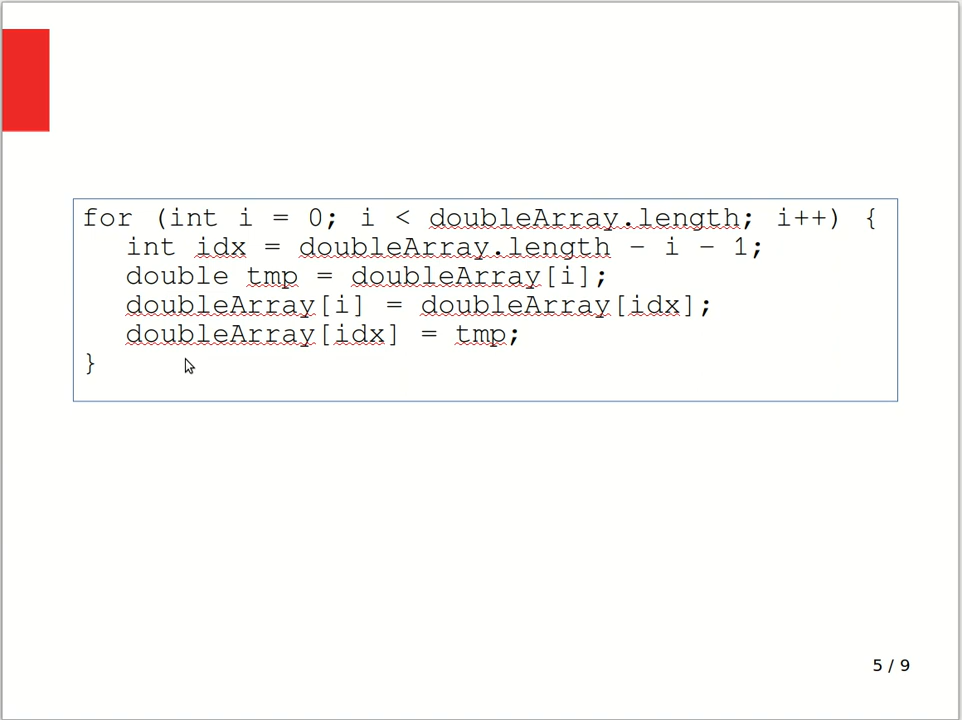 for (int i = 0; i < doubleArray.length; i++) {
int idx = doubleArray.length - i - 1;
double tmp = doubleArray[i];
doubleArray[i] = doubleArray[idx];
doubleArray[idx] = tmp;
}
5 / 9